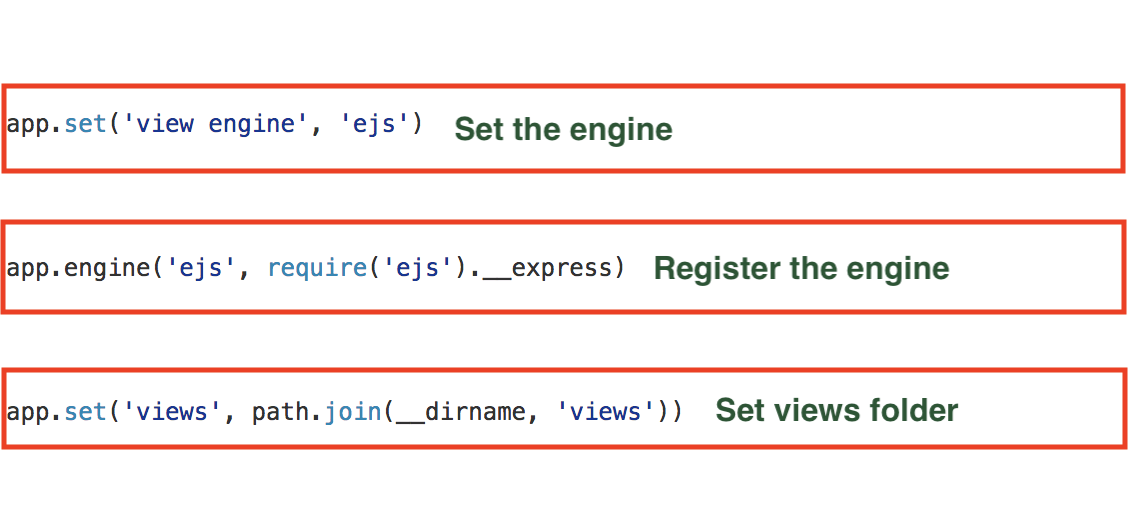 app.set('view engine', 'ejs') Set the engine
app.engine('ejs', require('ejs').__express) Register the engine
app.set('views', path.join(__dirname, 'views')) Set views folder